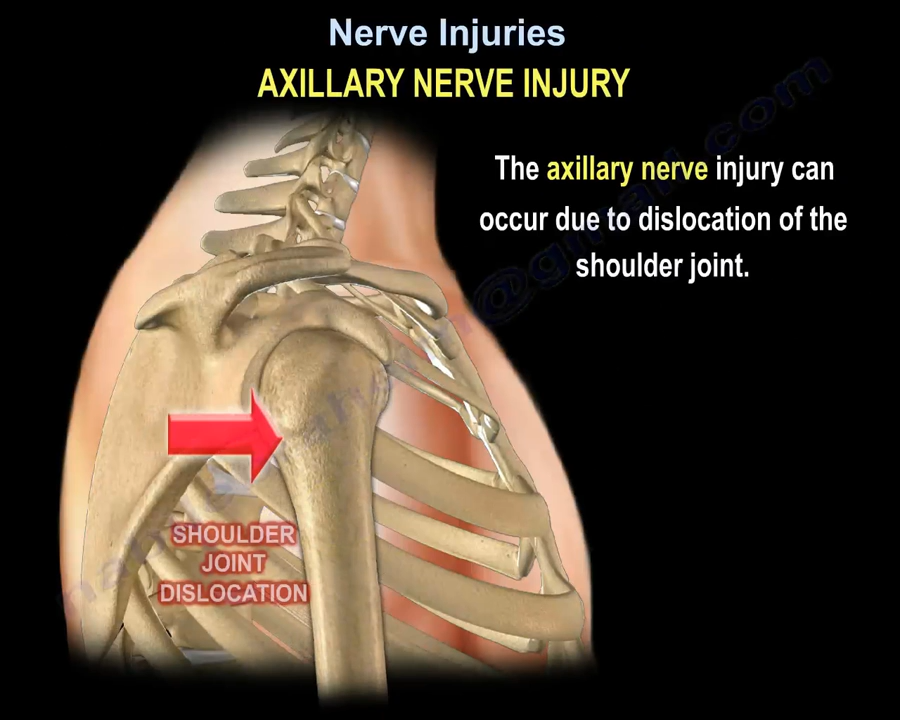 Nerve Injuries
AXILLARY NERVE INJURY
The axillary nerve injury can
occur due to dislocation of the
shoulder joint.
SHOULDER
JOINT
DISLOCATION